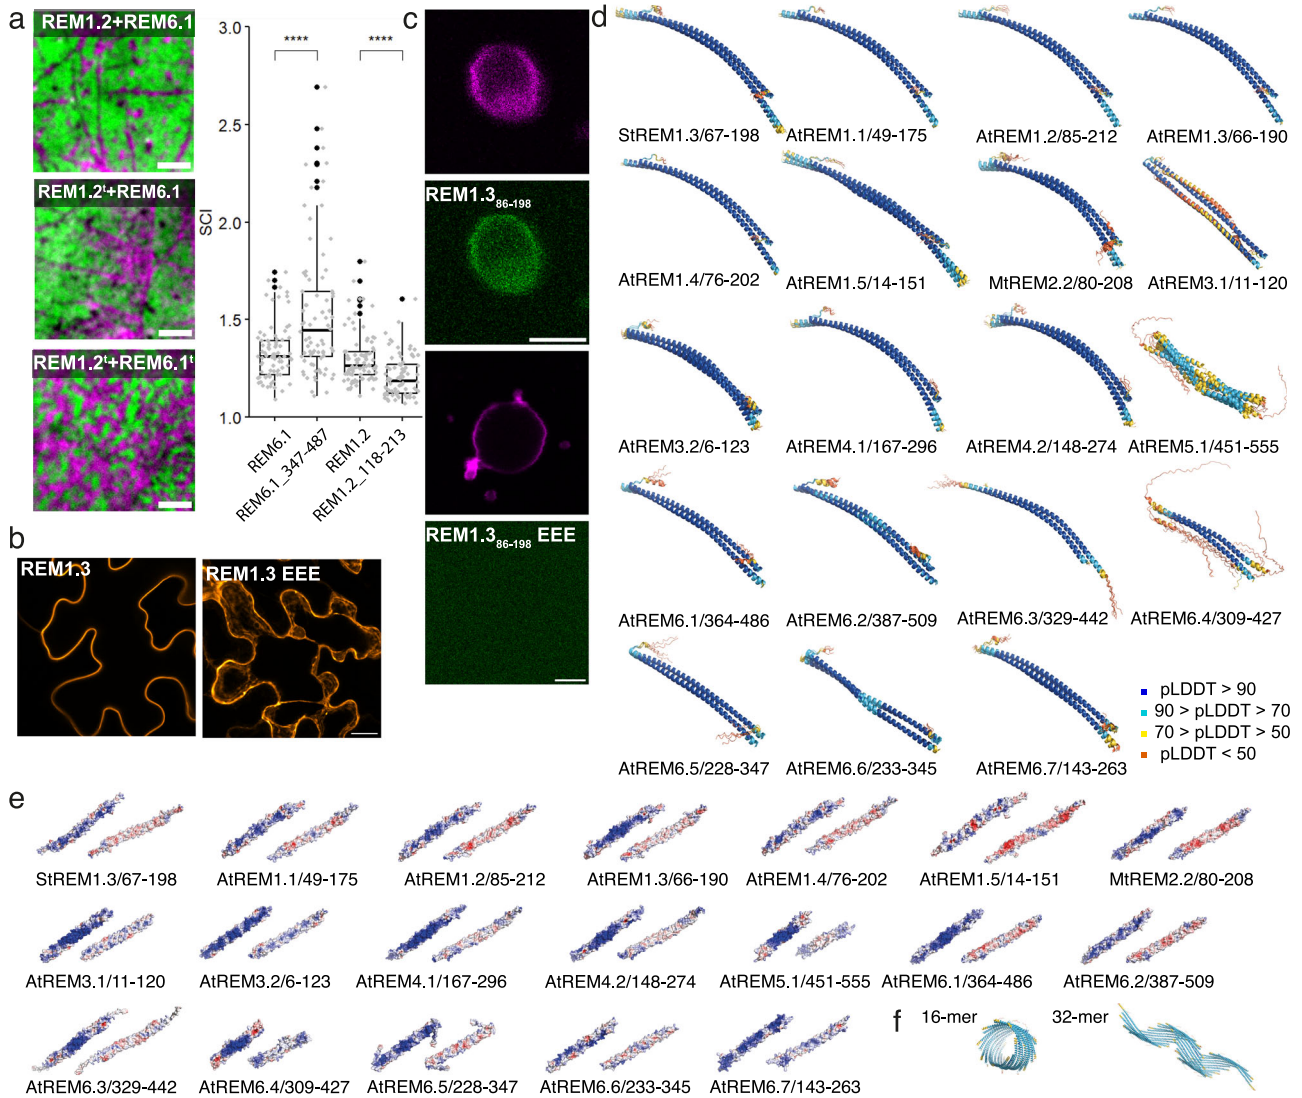 a
REM1.2+REM6.1
REM1.2ᵗ+REM6.1
REM1.2ᵗ+REM6.1ᵗ
3.0
2.5
2.0
1.5
1.0
SCI
**** ****
REM6.1
REM6.1_347-487
REM1.2
REM1.2_118-213
b
REM1.3
REM1.3 EEE
c
REM1.3₈₆₋₁₉₈
REM1.3₈₆₋₁₉₈ EEE
d
StREM1.3/67-198 AtREM1.1/49-175 AtREM1.2/85-212 AtREM1.3/66-190
AtREM1.4/76-202 AtREM1.5/14-151 MtREM2.2/80-208 AtREM3.1/11-120
AtREM3.2/6-123 AtREM4.1/167-296 AtREM4.2/148-274 AtREM5.1/451-555
AtREM6.1/364-486 AtREM6.2/387-509 AtREM6.3/329-442 AtREM6.4/309-427
AtREM6.5/228-347 AtREM6.6/233-345 AtREM6.7/143-263
pLDDT > 90
90 > pLDDT > 70
70 > pLDDT > 50
pLDDT < 50
e
StREM1.3/67-198 AtREM1.1/49-175 AtREM1.2/85-212 AtREM1.3/66-190 AtREM1.4/76-202 AtREM1.5/14-151 MtREM2.2/80-208
AtREM3.1/11-120 AtREM3.2/6-123 AtREM4.1/167-296 AtREM4.2/148-274 AtREM5.1/451-555 AtREM6.1/364-486 AtREM6.2/387-509
AtREM6.3/329-442 AtREM6.4/309-427 AtREM6.5/228-347 AtREM6.6/233-345 AtREM6.7/143-263
f
16-mer 32-mer